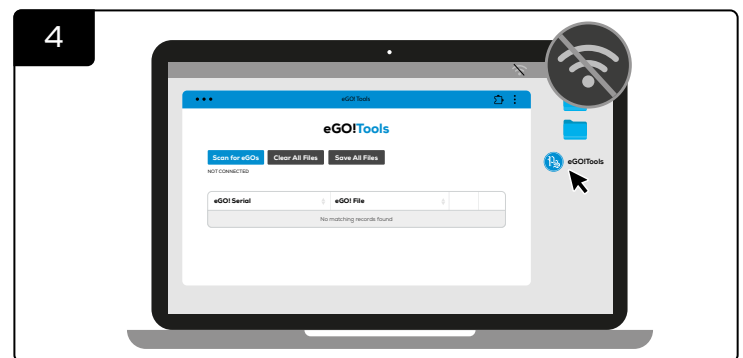 4
eGO! Tools
eGO!Tools
Scan for eGOs Clear All Files Save All Files
NOT CONNECTED
eGO! Serial eGO! File
No matching records found
eGO!Tools